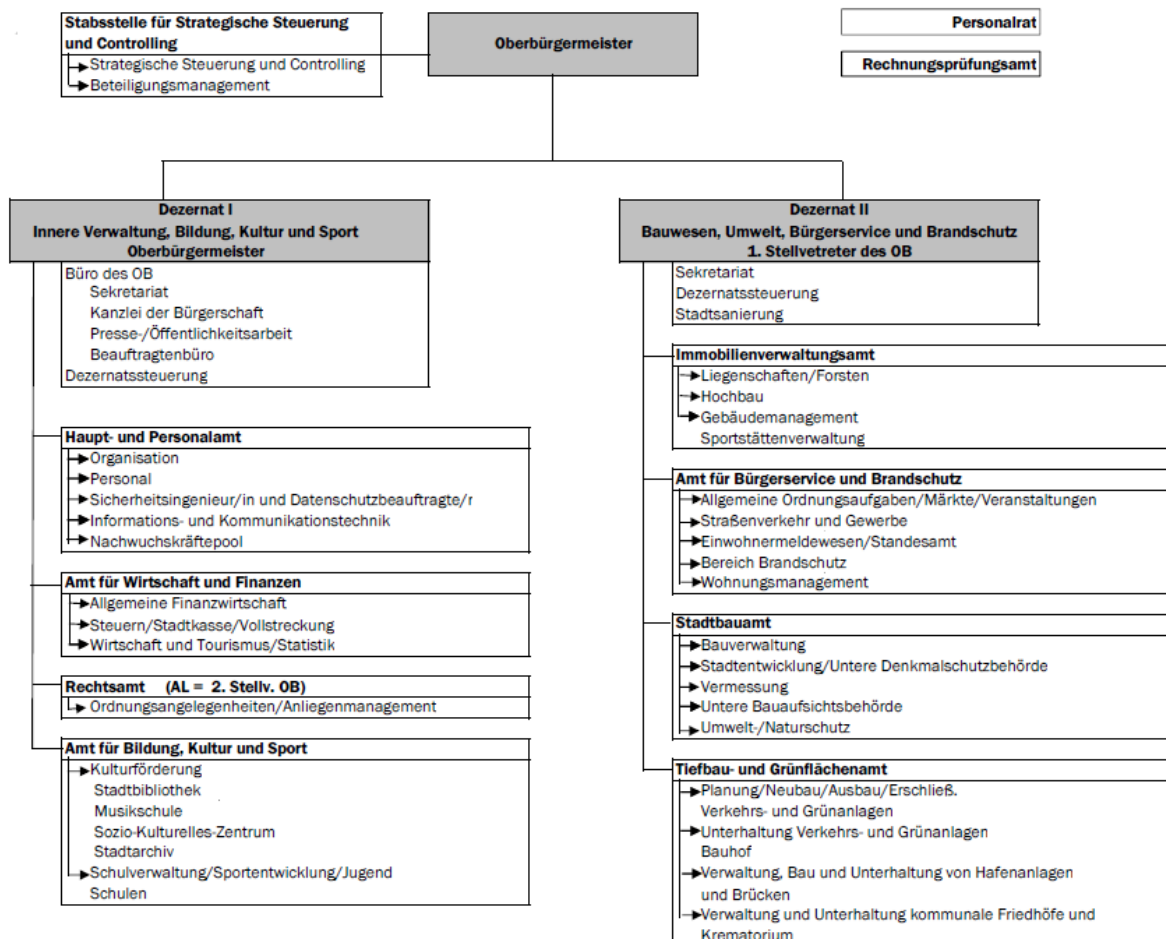 Stabsstelle für Strategische Steuerung
und Controlling
Strategische Steuerung und Controlling
Beteiligungsmanagement
Oberbürgermeister
Personalrat
Rechnungsprüfungsamt
Dezernat I
Innere Verwaltung, Bildung, Kultur und Sport
Oberbürgermeister
Büro des OB
Sekretariat
Kanzlei der Bürgerschaft
Presse-/Öffentlichkeitsarbeit
Beauftragtenbüro
Dezernatssteuerung
Haupt- und Personalamt
Organisation
Personal
Sicherheitsingenieur/in und Datenschutzbeauftragte/r
Informations- und Kommunikationstechnik
Nachwuchskräftepool
Amt für Wirtschaft und Finanzen
Allgemeine Finanzwirtschaft
Steuern/Stadtkasse/Vollstreckung
Wirtschaft und Tourismus/Statistik
Rechtsamt (AL = 2. Stellv. OB)
Ordnungsangelegenheiten/Anliegenmanagement
Amt für Bildung, Kultur und Sport
Kulturförderung
Stadtbibliothek
Musikschule
Sozio-Kulturelles-Zentrum
Stadtarchiv
Schulverwaltung/Sportentwicklung/Jugend
Schulen
Dezernat II
Bauwesen, Umwelt, Bürgerservice und Brandschutz
1. Stellvetreter des OB
Sekretariat
Dezernatssteuerung
Stadtsanierung
Immobilienverwaltungsamt
Liegenschaften/Forsten
Hochbau
Gebäudemanagement
Sportstättenverwaltung
Amt für Bürgerservice und Brandschutz
Allgemeine Ordnungsaufgaben/Märkte/Veranstaltungen
Straßenverkehr und Gewerbe
Einwohnermeldewesen/Standesamt
Bereich Brandschutz
Wohnungsmanagement
Stadtbauamt
Bauverwaltung
Stadtentwicklung/Untere Denkmalschutzbehörde
Vermessung
Untere Bauaufsichtsbehörde
Umwelt-/Naturschutz
Tiefbau- und Grünflächenamt
Planung/Neubau/Ausbau/Erschließ.
Verkehrs- und Grünanlagen
Unterhaltung Verkehrs- und Grünanlagen
Bauhof
Verwaltung, Bau und Unterhaltung von Hafenanlagen
und Brücken
Verwaltung und Unterhaltung kommunale Friedhöfe und
Krematorium